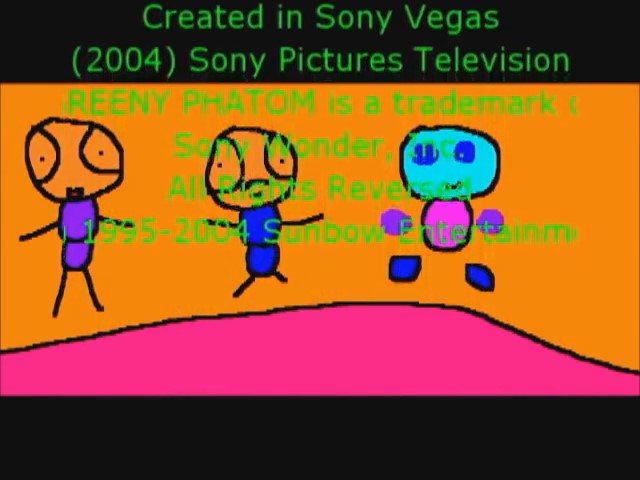 Created in Sony Vegas
(2004) Sony Pictures Television
REENY PHATOM is a trademark
Sony Wonder, Inc.
All Rights Reversed
1995-2004 Sunbow Entertainm